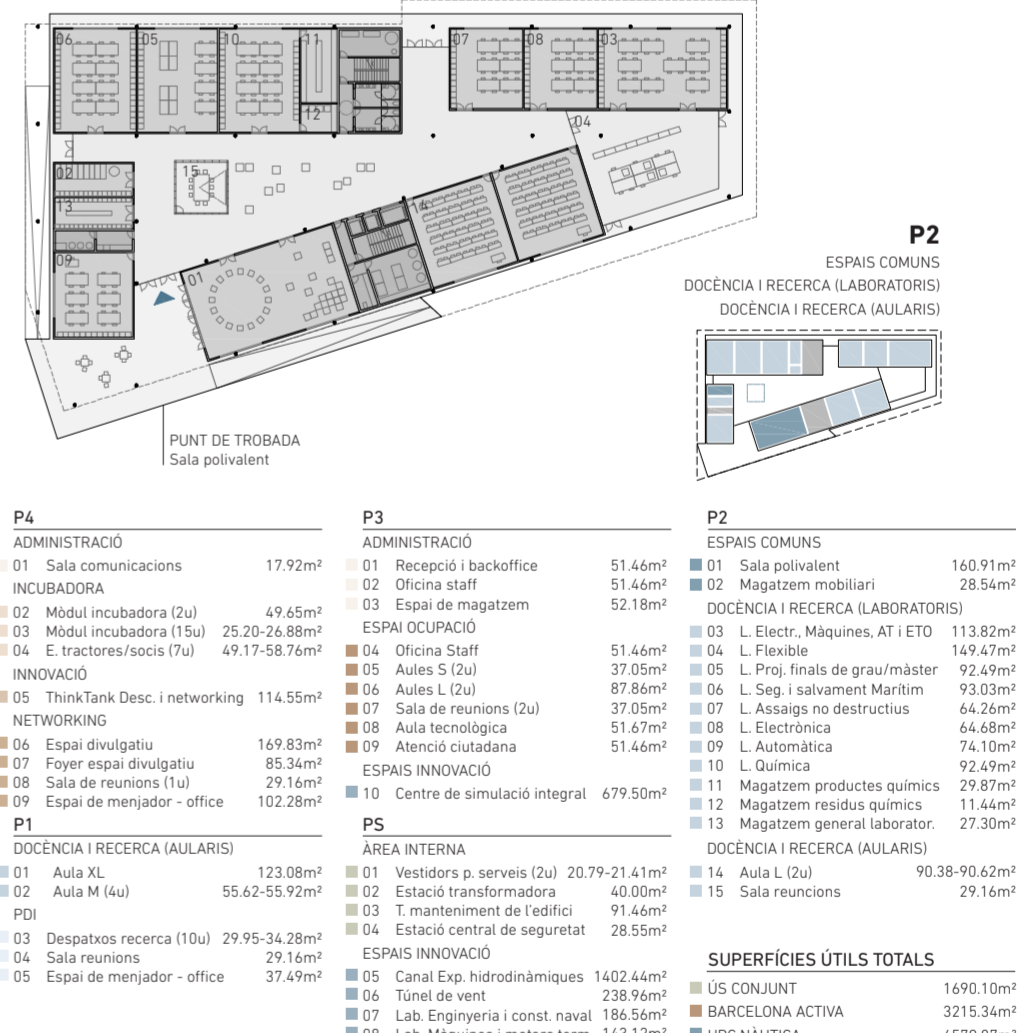 06
05
10
11
12
07
08
03
04
02
13
15
14
09
01
PUNT DE TROBADA
Sala polivalent
P2
ESPAIS COMUNS
DOCÈNCIA I RECERCA (LABORATORIS)
DOCÈNCIA I RECERCA (AULARIS)
P4
ADMINISTRACIÓ
01 Sala comunicacions 17.92m²
INCUBADORA
02 Mòdul incubadora (2u) 49.65m²
03 Mòdul incubadora (15u) 25.20-26.88m²
04 E. tractores/socis (7u) 49.17-58.76m²
INNOVACIÓ
05 ThinkTank Desc. i networking 114.55m²
NETWORKING
06 Espai divulgatiu 169.83m²
07 Foyer espai divulgatiu 85.34m²
08 Sala de reunions (1u) 29.16m²
09 Espai de menjador - office 102.28m²
P1
DOCÈNCIA I RECERCA (AULARIS)
01 Aula XL 123.08m²
02 Aula M (4u) 55.62-55.92m²
PDI
03 Despatxos recerca (10u) 29.95-34.28m²
04 Sala reunions 29.16m²
05 Espai de menjador - office 37.49m²
P3
ADMINISTRACIÓ
01 Recepció i backoffice 51.46m²
02 Oficina staff 51.46m²
03 Espai de magatzem 52.18m²
ESPAI OCUPACIÓ
04 Oficina Staff 51.46m²
05 Aules S (2u) 37.05m²
06 Aules L (2u) 87.86m²
07 Sala de reunions (2u) 37.05m²
08 Aula tecnològica 51.67m²
09 Atenció ciutadana 51.46m²
ESPAIS INNOVACIÓ
10 Centre de simulació integral 679.50m²
PS
ÀREA INTERNA
01 Vestidors p. serveis (2u) 20.79-21.41m²
02 Estació transformadora 40.00m²
03 T. manteniment de l'edifici 91.46m²
04 Estació central de seguretat 28.55m²
ESPAIS INNOVACIÓ
05 Canal Exp. hidrodinàmiques 1402.44m²
06 Túnel de vent 238.96m²
07 Lab. Enginyeria i const. naval 186.56m²
08 Lab. Màquines i motors term. 143.12m²
P2
ESPAIS COMUNS
01 Sala polivalent 160.91m²
02 Magatzem mobiliari 28.54m²
DOCÈNCIA I RECERCA (LABORATORIS)
03 L. Electr., Màquines, AT i ETO 113.82m²
04 L. Flexible 149.47m²
05 L. Proj. finals de grau/màster 92.49m²
06 L. Seg. i salvament Marítim 93.03m²
07 L. Assaigs no destructius 64.26m²
08 L. Electrònica 64.68m²
09 L. Automàtica 74.10m²
10 L. Química 92.49m²
11 Magatzem productes químics 29.87m²
12 Magatzem residus químics 11.44m²
13 Magatzem general laborator. 27.30m²
DOCÈNCIA I RECERCA (AULARIS)
14 Aula L (2u) 90.38-90.62m²
15 Sala reuncions 29.16m²
SUPERFÍCIES ÚTILS TOTALS
ÚS CONJUNT 1690.10m²
BARCELONA ACTIVA 3215.34m²
UPC NÀUTICA